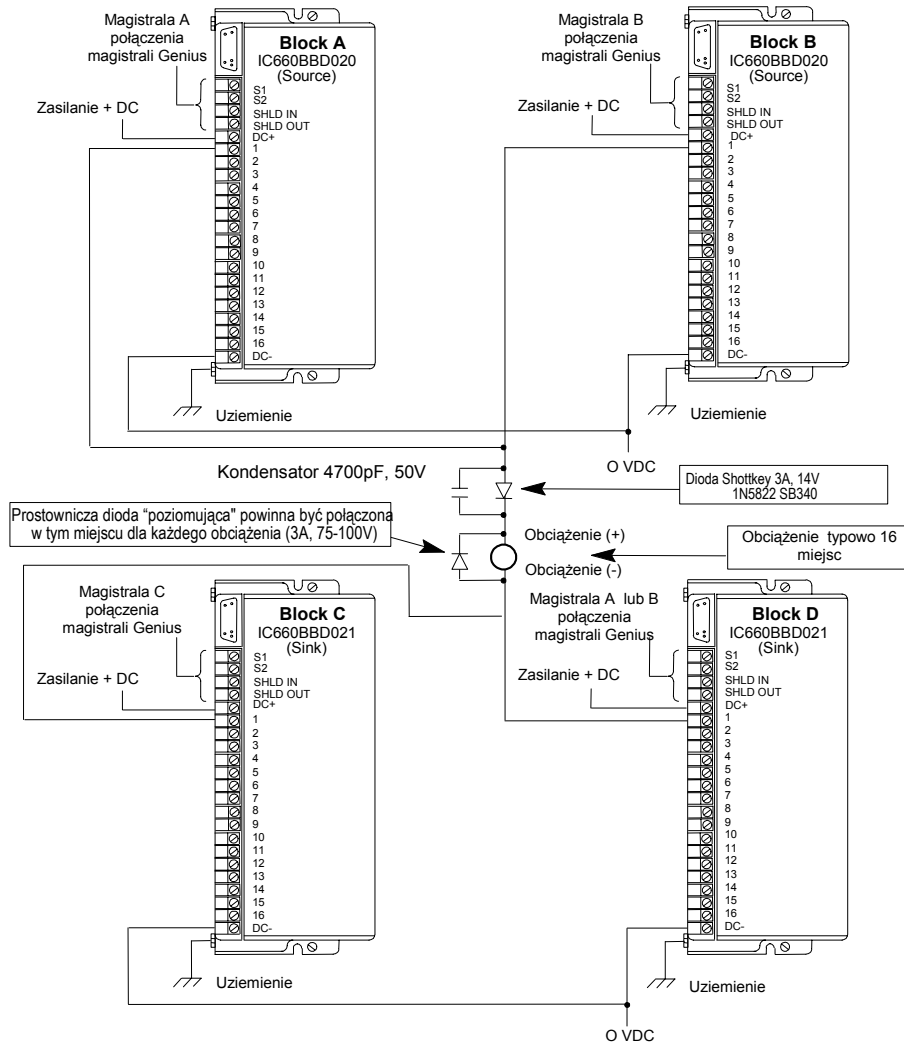 Magistrala A
połączenia
magistrali Genius
Block A
IC660BBD020
(Source)
Zasilanie + DC
S1
S2
SHLD IN
SHLD OUT
DC+
1
2
3
4
5
6
7
8
9
10
11
12
13
14
15
16
DC-
Uziemienie
Magistrala B
połączenia
magistrali Genius
Block B
IC660BBD020
(Source)
Zasilanie + DC
S1
S2
SHLD IN
SHLD OUT
DC+
1
2
3
4
5
6
7
8
9
10
11
12
13
14
15
16
DC-
Uziemienie
O VDC
Kondensator 4700pF, 50V
Dioda Shottkey 3A, 14V
1N5822 SB340
Prostownicza dioda “poziomująca" powinna być połączona
w tym miejscu dla każdego obciążenia (3A, 75-100V)
Obciążenie (+)
Obciążenie (-)
Obciążenie typowo 16
miejsc
Magistrala C
połączenia
magistrali Genius
Block C
IC660BBD021
(Sink)
Zasilanie + DC
S1
S2
SHLD IN
SHLD OUT
DC+
1
2
3
4
5
6
7
8
9
10
11
12
13
14
15
16
DC-
Uziemienie
Magistrala A lub B
połączenia
magistrali Genius
Block D
IC660BBD021
(Sink)
Zasilanie + DC
S1
S2
SHLD IN
SHLD OUT
DC+
1
2
3
4
5
6
7
8
9
10
11
12
13
14
15
16
DC-
Uziemienie
O VDC